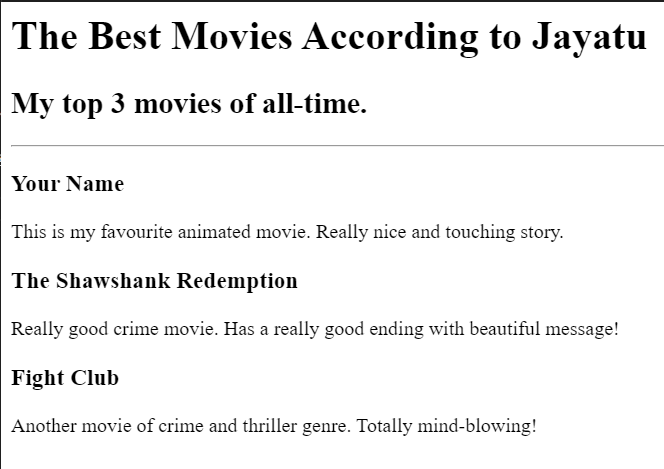 The Best Movies According to Jayatu
My top 3 movies of all-time.
Your Name
This is my favourite animated movie. Really nice and touching story.
The Shawshank Redemption
Really good crime movie. Has a really good ending with beautiful message!
Fight Club
Another movie of crime and thriller genre. Totally mind-blowing!